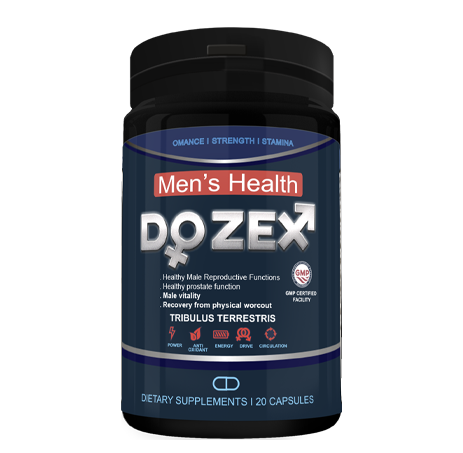 OMANCE I STRENGTH I STAMINA
Men's Health
DOZEX
. Healthy Male Reproductive Functions
. Healthy prostate function
. Male vitality
. Recovery from physical worcout
GMP
GMP CERTIFIED
FACILITY
TRIBULUS TERRESTRIS
POWER
ANTI
OXIDANT
ENERGY
DRIVE
CIRCULATION
DIETARY SUPPLEMENTS I 20 CAPSULES